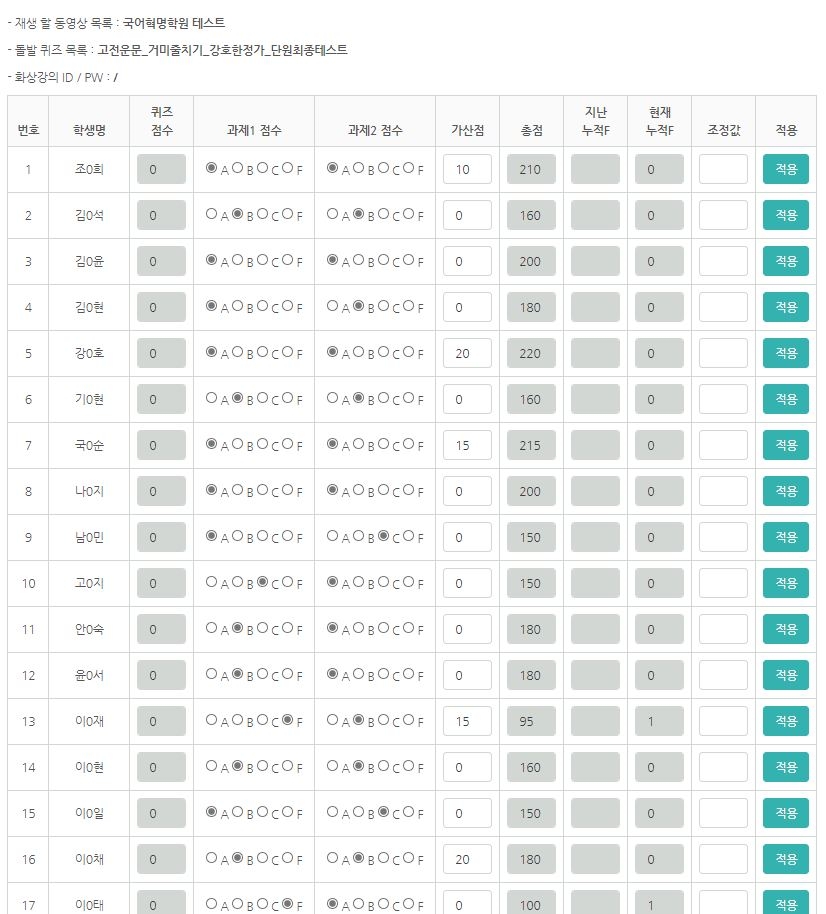 - 재생 할 동영상 목록 : 국어혁명학원 테스트
- 돌발 퀴즈 목록 : 고전운문_거미줄치기_강호한정가_단원최종테스트
- 화상강의 ID / PW : /
번호 학생명 퀴즈 점수 과제1 점수 과제2 점수 가산점 총점 지난 누적F 현재 누적F 조정값 적용
1 조0희 0 A B C F A B C F 10 210 0 적용
2 김0석 0 A B C F A B C F 0 160 0 적용
3 김0윤 0 A B C F A B C F 0 200 0 적용
4 김0현 0 A B C F A B C F 0 180 0 적용
5 강0호 0 A B C F A B C F 20 220 0 적용
6 기0현 0 A B C F A B C F 0 160 0 적용
7 국0순 0 A B C F A B C F 15 215 0 적용
8 나0지 0 A B C F A B C F 0 200 0 적용
9 남0민 0 A B C F A B C F 0 150 0 적용
10 고0지 0 A B C F A B C F 0 150 0 적용
11 안0숙 0 A B C F A B C F 0 180 0 적용
12 윤0서 0 A B C F A B C F 0 180 0 적용
13 이0재 0 A B C F A B C F 15 95 1 적용
14 이0현 0 A B C F A B C F 0 160 0 적용
15 이0일 0 A B C F A B C F 0 150 0 적용
16 이0채 0 A B C F A B C F 20 180 0 적용
17 이0태 0 A B C F A B C F 0 100 1 적용